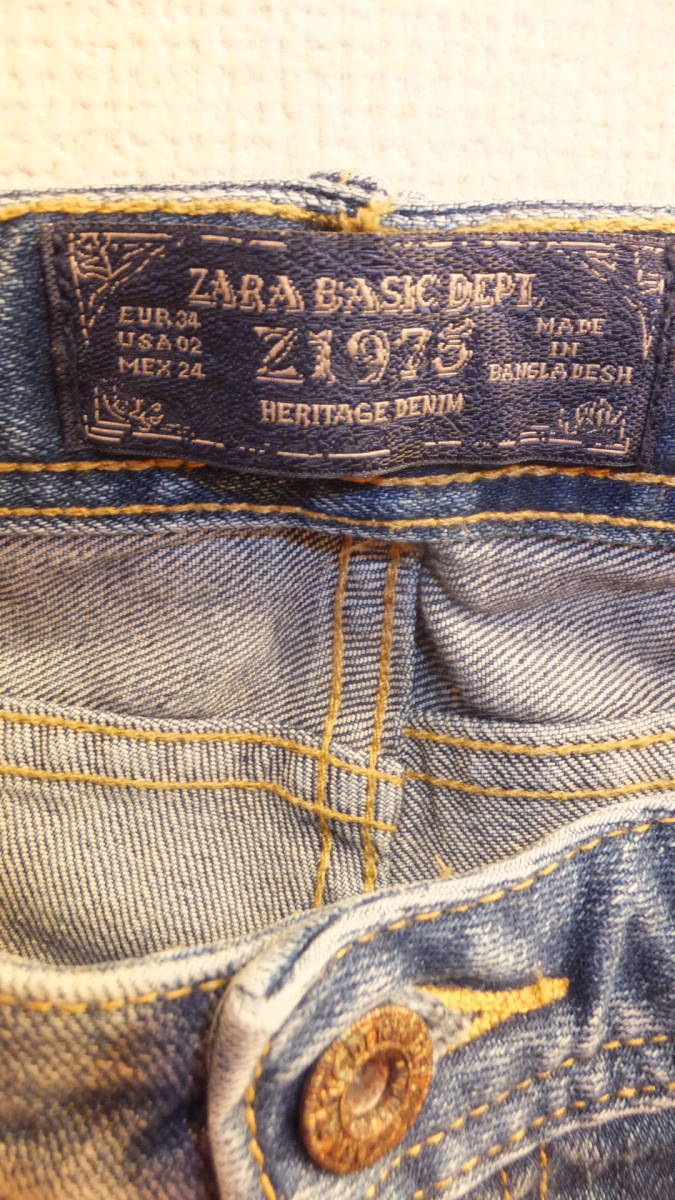 ZARA BASIC DEPT.
EUR 34
USA 02
MEX 24
Z1975
MADE
IN
BANGLADESH
HERITAGE DENIM